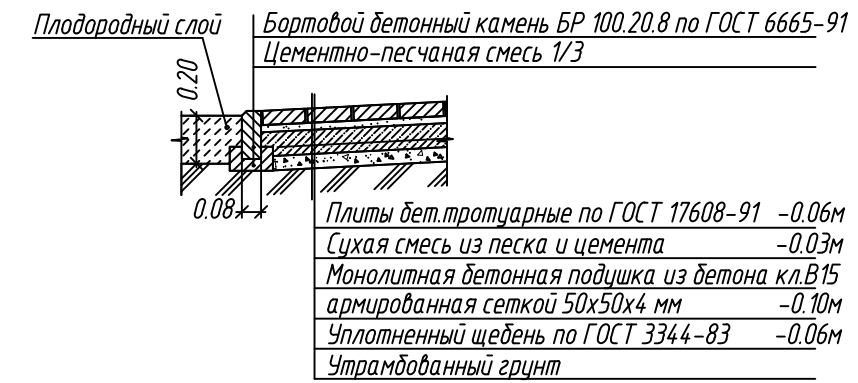 Плодородный слой
Бортовой бетонный камень БР 100.20.8 по ГОСТ 6665-91
Цементно-песчаная смесь 1/3
0.20
0.08
Плиты бет.тротуарные по ГОСТ 17608-91 -0.06м
Сухая смесь из песка и цемента -0.03м
Монолитная бетонная подушка из бетона кл.В15
армированная сеткой 50х50х4 мм -0.10м
Уплотненный щебень по ГОСТ 3344-83 -0.06м
Утрамбованный грунт